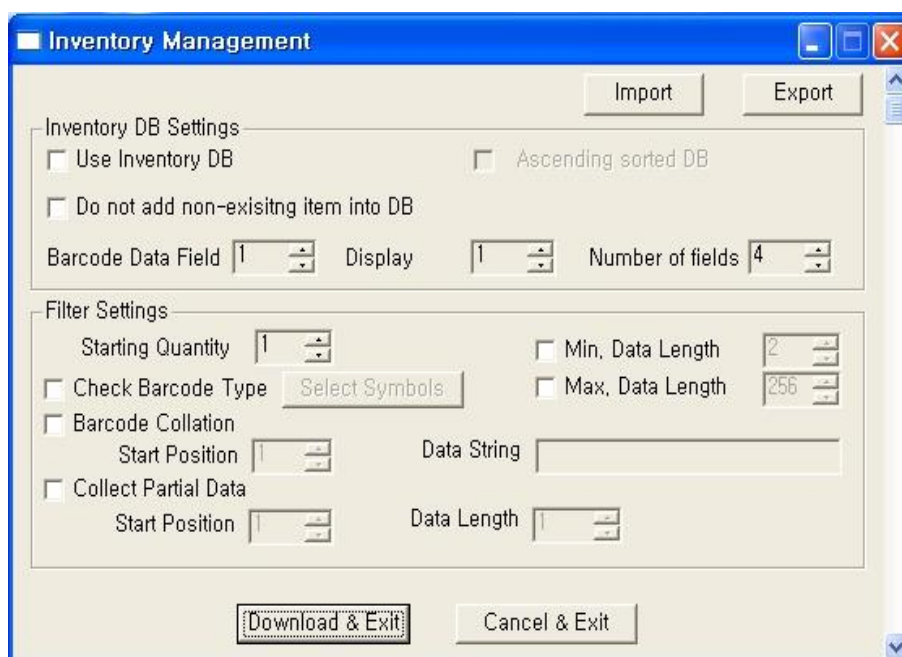 Inventory Management
Import Export
Inventory DB Settings
Use Inventory DB Ascending sorted DB
Do not add non-exisitng item into DB
Barcode Data Field 1 Display 1 Number of fields 4
Filter Settings
Starting Quantity 1 Min, Data Length 2
Check Barcode Type Select Symbols Max, Data Length 256
Barcode Collation
Start Position 1 Data String
Collect Partial Data
Start Position 1 Data Length 1
Download & Exit Cancel & Exit